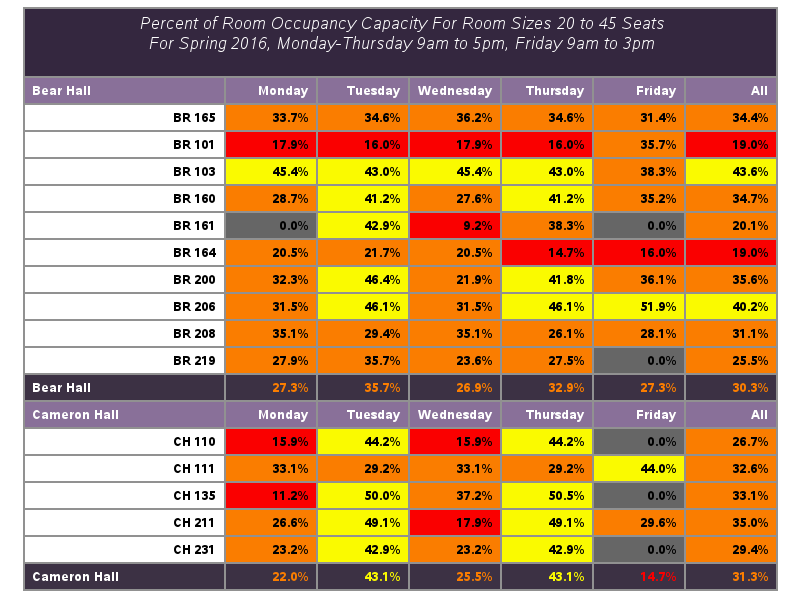 Percent of Room Occupancy Capacity For Room Sizes 20 to 45 Seats
For Spring 2016, Monday-Thursday 9am to 5pm, Friday 9am to 3pm
Bear Hall Monday Tuesday Wednesday Thursday Friday All
BR 165 33.7% 34.6% 36.2% 34.6% 31.4% 34.4%
BR 101 17.9% 16.0% 17.9% 16.0% 35.7% 19.0%
BR 103 45.4% 43.0% 45.4% 43.0% 38.3% 43.6%
BR 160 28.7% 41.2% 27.6% 41.2% 35.2% 34.7%
BR 161 0.0% 42.9% 9.2% 38.3% 0.0% 20.1%
BR 164 20.5% 21.7% 20.5% 14.7% 16.0% 19.0%
BR 200 32.3% 46.4% 21.9% 41.8% 36.1% 35.6%
BR 206 31.5% 46.1% 31.5% 46.1% 51.9% 40.2%
BR 208 35.1% 29.4% 35.1% 26.1% 28.1% 31.1%
BR 219 27.9% 35.7% 23.6% 27.5% 0.0% 25.5%
Bear Hall 27.3% 35.7% 26.9% 32.9% 27.3% 30.3%
Cameron Hall Monday Tuesday Wednesday Thursday Friday All
CH 110 15.9% 44.2% 15.9% 44.2% 0.0% 26.7%
CH 111 33.1% 29.2% 33.1% 29.2% 44.0% 32.6%
CH 135 11.2% 50.0% 37.2% 50.5% 0.0% 33.1%
CH 211 26.6% 49.1% 17.9% 49.1% 29.6% 35.0%
CH 231 23.2% 42.9% 23.2% 42.9% 0.0% 29.4%
Cameron Hall 22.0% 43.1% 25.5% 43.1% 14.7% 31.3%